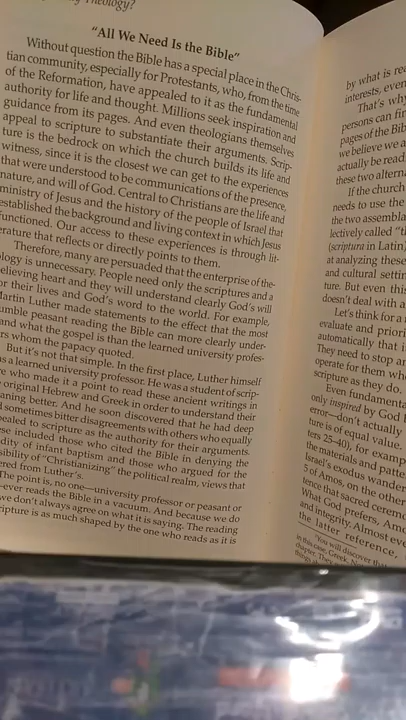 Theology?
"All We Need Is the Bible"
Without question the Bible has a special place in the Chris-
tian community, especially for Protestants, who, from the time
of the Reformation, have appealed to it as the fundamental
authority for life and thought. Millions seek inspiration and
guidance from its pages. And even theologians themselves
appeal to scripture to substantiate their arguments. Scrip-
ture is the bedrock on which the church builds its life and
witness, since it is the closest we can get to the experiences
that were understood to be communications of the presence,
nature, and will of God. Central to Christians are the life and
ministry of Jesus and the history of the people of Israel that
established the background and living context in which Jesus
functioned. Our access to these experiences is through lit-
erature that reflects or directly points to them.
Therefore, many are persuaded that the enterprise of the-
ology is unnecessary. People need only the scriptures and a
believing heart and they will understand clearly God's will
for their lives and God's word to the world. For example,
Martin Luther made statements to the effect that the most
humble peasant reading the Bible can more clearly under-
and what the gospel is than the learned university profes-
rs whom the papacy quoted.
But it's not that simple. In the first place, Luther himself
as a learned university professor. He was a student of scrip-
re who made it a point to read these ancient writings in
original Hebrew and Greek in order to understand their
aning better. And he soon discovered that he had deep
d sometimes bitter disagreements with others who equally
pealed to scripture as the authority for their arguments.
se included those who cited the Bible in denying the
dity of infant baptism and those who argued for the
sibility of "Christianizing" the political realm, views that
ered from Luther's.
The point is, no one—university professor or peasant or
—ever reads the Bible in a vacuum. And because we do
we don't always agree on what it is saying. The reading
ripture is as much shaped by the one who reads as it is
by what is rea
interests, even
That's why
persons can fin
pages of the Bib
we believe we a
actually be read
these two alterna
If the church
needs to use the
the two assembla
lectively called "t
(scriptura in Latin)
at analyzing these
and cultural settin
ture. But even this
doesn't deal with a
Let's think for a
evaluate and priori
automatically that i
They need to stop an
operate for them wh
scripture as they do.
Even fundamenta
only inspired by God
error—don't actually
ture is of equal value.
ters 25–40), for examp
the materials and patte
Israel's exodus wander
5 of Amos, on the other
tence that sacred ceremo
What God prefers, Amo
and integrity. Almost eve
the latter reference,
"You will discover tha
in this case, Greek.
chapter. They
things